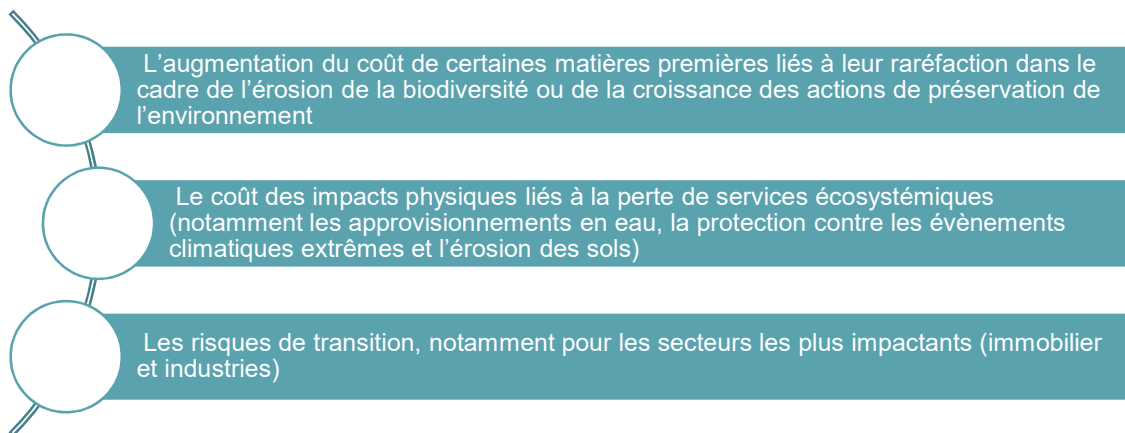 L’augmentation du coût de certaines matières premières liés à leur raréfaction dans le
cadre de l’érosion de la biodiversité ou de la croissance des actions de préservation de
l’environnement
Le coût des impacts physiques liés à la perte de services écosystémiques
(notamment les approvisionnements en eau, la protection contre les évènements
climatiques extrêmes et l’érosion des sols)
Les risques de transition, notamment pour les secteurs les plus impactants (immobilier
et industries)